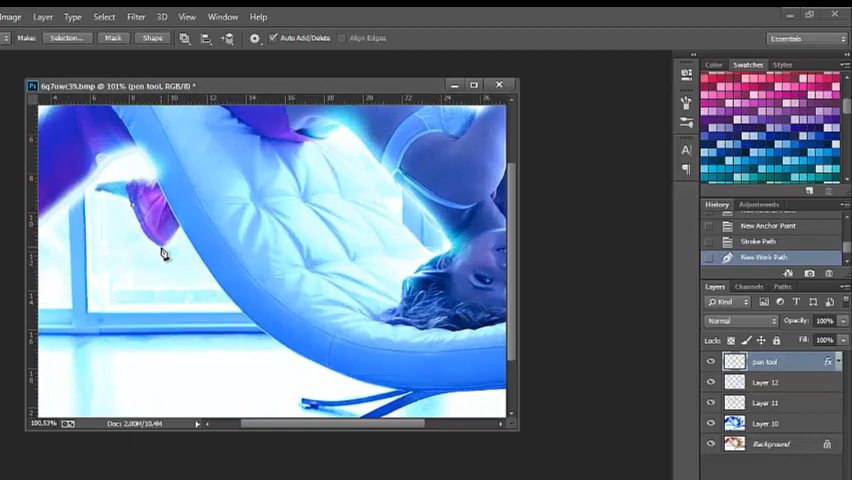 Image Layer Type Select Filter 3D View Window Help
Make: Selection... Mask Shape Auto Add/Delete Align Edges Essentials
6q7uwc39.bmp @ 101% (pen tool, RGB/8) *
Color Swatches Styles
History Adjustments
New Anchor Point
Stroke Path
New Work Path
Layers Channels Paths
Kind
Normal Opacity: 100%
Lock: Fill: 100%
pen tool fx
Layer 12
Layer 11
Layer 10
Background
100,53% Doc: 2,00M/10,4M